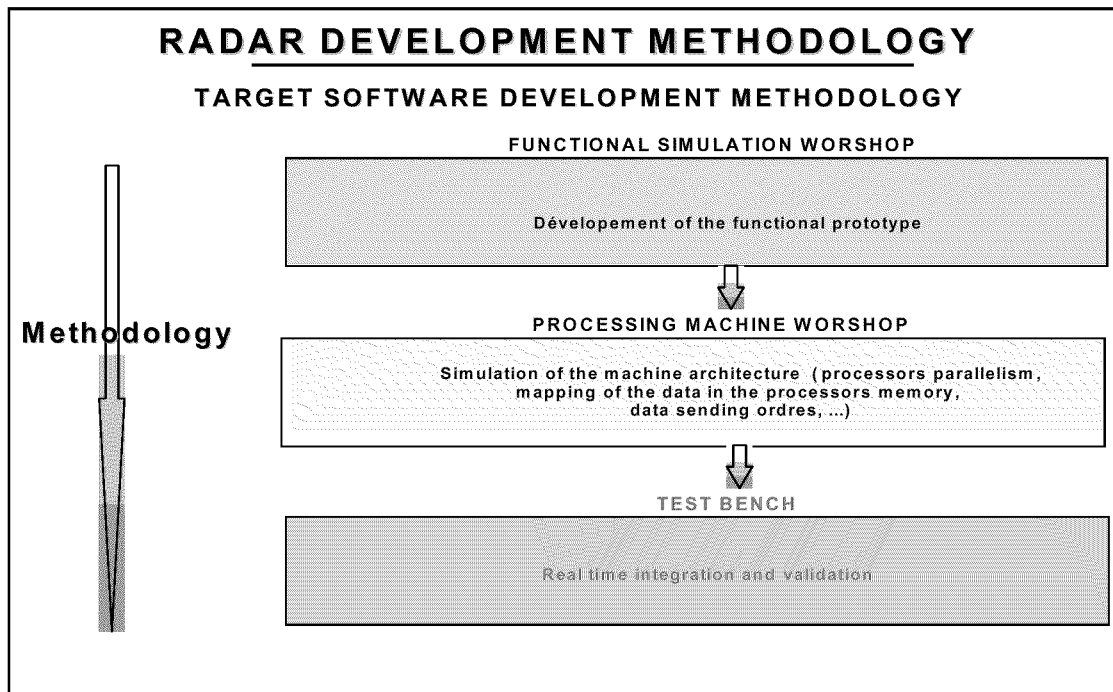 RADAR DEVELOPMENT METHODOLOGY
TARGET SOFTWARE DEVELOPMENT METHODOLOGY
FUNCTIONAL SIMULATION WORSHOP
Dévelopement of the functional prototype
Methodology
PROCESSING MACHINE WORSHOP
Simulation of the machine architecture (processors parallelism,
mapping of the data in the processors memory,
data sending ordres, ...)
TEST BENCH
Real time integration and validation